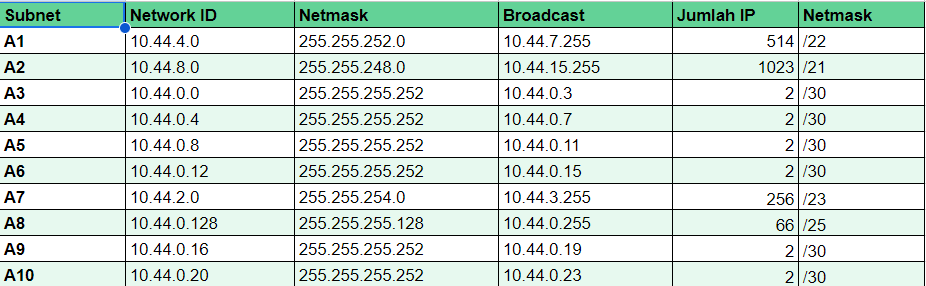 Subnet Network ID Netmask Broadcast Jumlah IP Netmask
A1 10.44.4.0 255.255.252.0 10.44.7.255 514 /22
A2 10.44.8.0 255.255.248.0 10.44.15.255 1023 /21
A3 10.44.0.0 255.255.255.252 10.44.0.3 2 /30
A4 10.44.0.4 255.255.255.252 10.44.0.7 2 /30
A5 10.44.0.8 255.255.255.252 10.44.0.11 2 /30
A6 10.44.0.12 255.255.255.252 10.44.0.15 2 /30
A7 10.44.2.0 255.255.254.0 10.44.3.255 256 /23
A8 10.44.0.128 255.255.255.128 10.44.0.255 66 /25
A9 10.44.0.16 255.255.255.252 10.44.0.19 2 /30
A10 10.44.0.20 255.255.255.252 10.44.0.23 2 /30